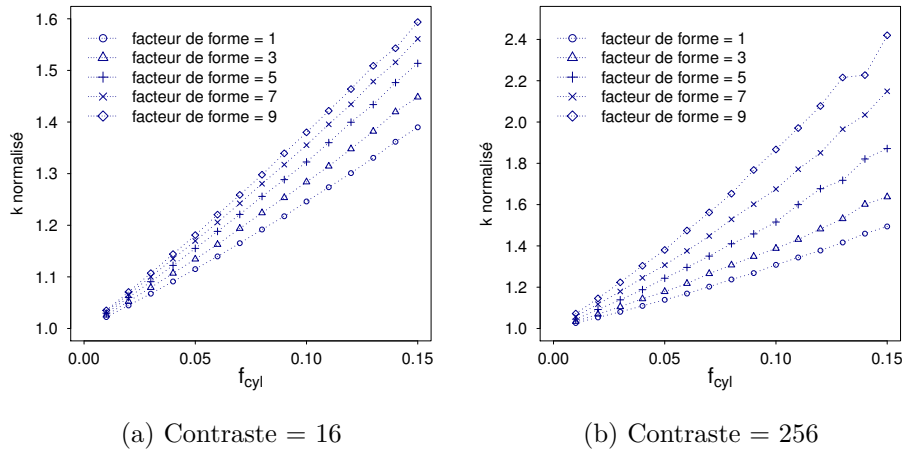 1.6
1.5
1.4
1.3
1.2
1.1
1.0
k normalisé
facteur de forme = 1
facteur de forme = 3
facteur de forme = 5
facteur de forme = 7
facteur de forme = 9
0.00
0.05
0.10
0.15
f_cyl
(a) Contraste = 16
2.4
2.2
2.0
1.8
1.6
1.4
1.2
1.0
k normalisé
facteur de forme = 1
facteur de forme = 3
facteur de forme = 5
facteur de forme = 7
facteur de forme = 9
0.00
0.05
0.10
0.15
f_cyl
(b) Contraste = 256